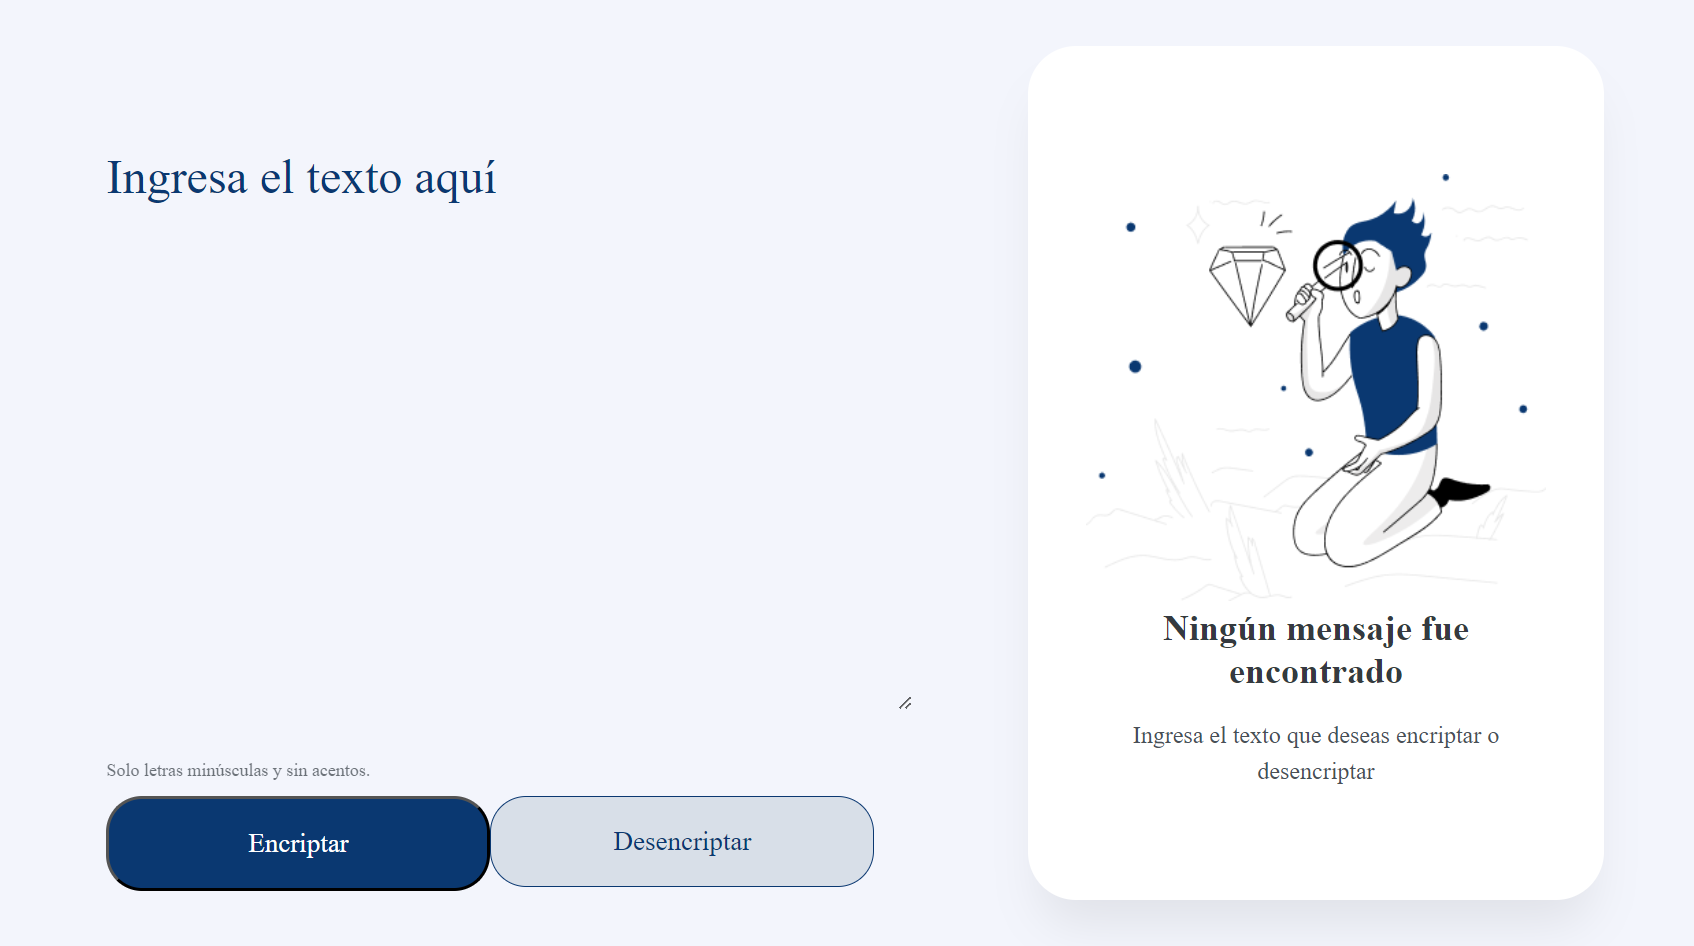 Ingresa el texto aquí
Solo letras minúsculas y sin acentos.
Encriptar
Desencriptar
Ningún mensaje fue
encontrado
Ingresa el texto que deseas encriptar o
desencriptar